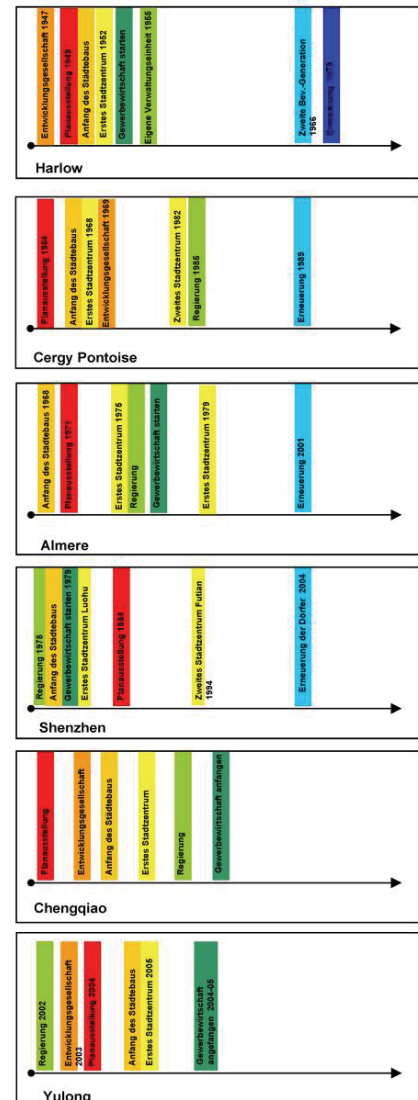 Entwicklungsgesellschaft 1947
Planausstellung 1949
Anfang des Städtebaus
Erstes Stadtzentrum 1952
Gewerbewirtschaft starten
Eigene Verwaltungseinheit 1955
Zweite Bev.-Generation
1966
Harlow
Planausstellung 1964
Anfang des Städtebaus
Erstes Stadtzentrum 1968
Entwicklungsgesellschaft 1969
Zweites Stadtzentrum 1982
Regierung 1985
Erneuerung 1989
Cergy Pontoise
Anfang des Städtebaus 1968
Planausstellung 1971
Erstes Stadtzentrum 1975
Regierung
Gewerbewirtschaft starten
Erstes Stadtzentrum 1979
Erneuerung 2001
Almere
Regierung 1978
Anfang des Städtebaus
Gewerbewirtschaft starten 1979
Erstes Stadtzentrum Luohu
Planausstellung 1984
Zweites Stadtzentrum Futian
1994
Erneuerung der Dörfer 2004
Shenzhen
Planausstellung
Entwicklungsgesellschaft
Anfang des Städtebaus
Erstes Stadtzentrum
Regierung
Gewerbewirtschaft anfangen
Chengqiao
Regierung 2002
Entwicklungsgesellschaft
2003
Planausstellung 2004
Anfang des Städtebaus
Erstes Stadtzentrum 2005
Gewerbewirtschaft
angefangen 2004-05
Yulong